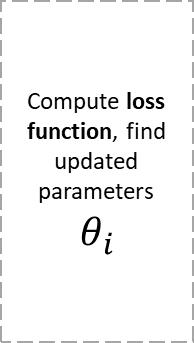 Compute loss
function, find
updated
parameters
θᵢ